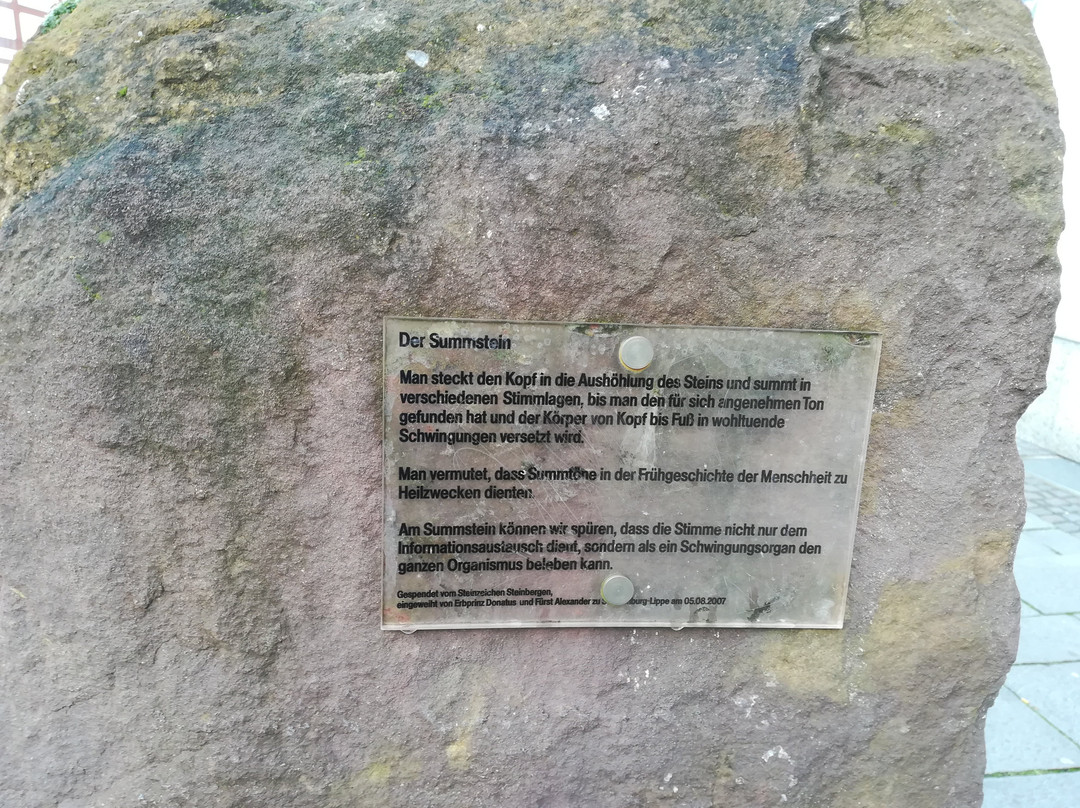 Der Summstein
Man steckt den Kopf in die Aushöhlung des Steins und summt in
verschiedenen Stimmlagen, bis man den für sich angenehmen Ton
gefunden hat und der Körper von Kopf bis Fuß in wohltuende
Schwingungen versetzt wird.
Man vermutet, dass Summtöne in der Frühgeschichte der Menschheit zu
Heilzwecken dienten.
Am Summstein können wir spüren, dass die Stimme nicht nur dem
Informationsaustausch dient, sondern als ein Schwingungsorgan den
ganzen Organismus beleben kann.
Gespendet vom Steinzeichen Steinbergen,
eingeweiht von Erbprinz Donatus und Fürst Alexander zu burg-Lippe am 05.08.2007